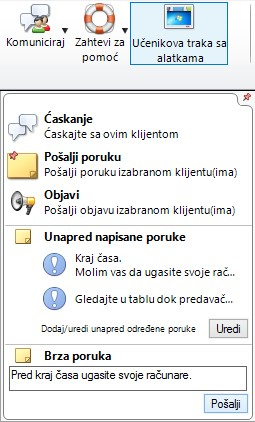 Komuniciraj
Zahtevi za
pomoć
Učenikova traka sa
alatkama
Ćaskanje
Ćaskajte sa ovim klijentom
Pošalji poruku
Pošalji poruku izabranom klijentu(ima)
Objavi
Pošalji objavu izabranom klijentu(ima)
Unapred napisane poruke
Kraj časa.
Molim vas da ugasite svoje rač...
Gledajte u tablu dok predavač...
Dodaj/uredi unapred određene poruke
Uredi
Brza poruka
Pred kraj časa ugasite svoje računare.
Pošalji